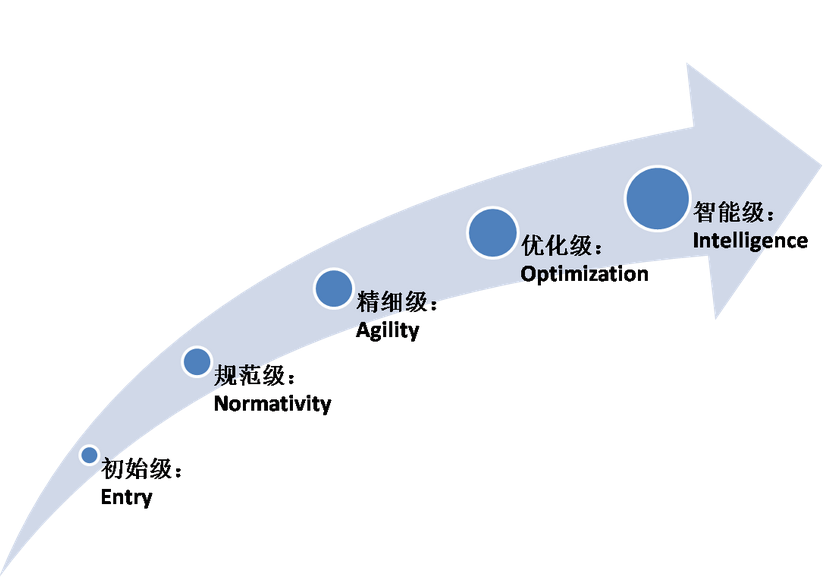 智能级：
Intelligence
优化级：
Optimization
精细级：
Agility
规范级：
Normativity
初始级：
Entry